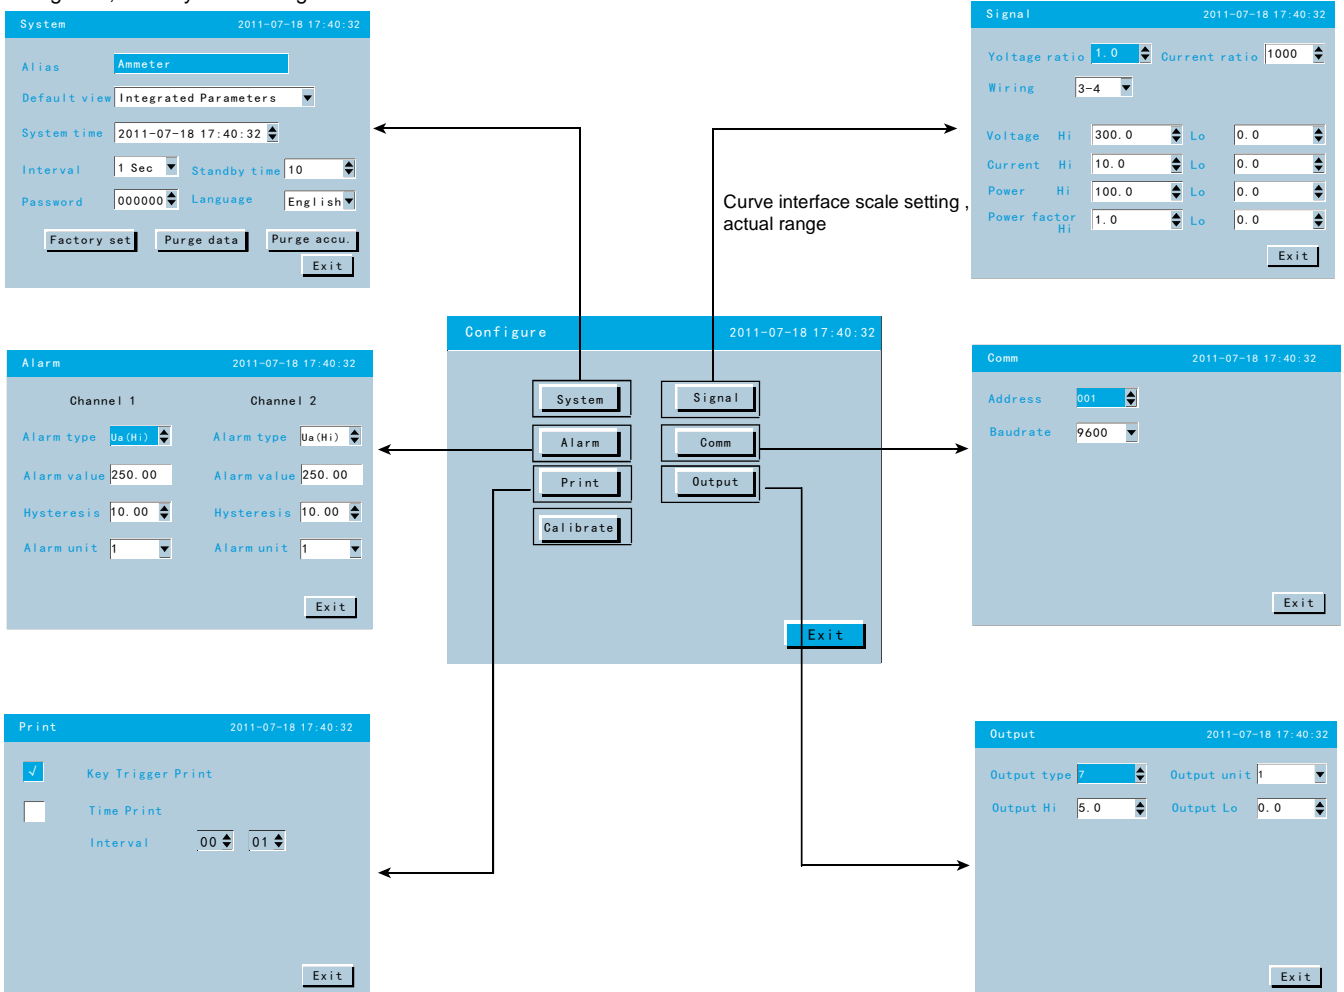 System 2011-07-18 17:40:32
Alias Ammeter
Default view Integrated Parameters
System time 2011-07-18 17:40:32
Interval 1 Sec Standby time 10
Password 000000 Language English
Factory set Purge data Purge accu.
Exit
Signal 2011-07-18 17:40:32
Yoltage ratio 1.0 Current ratio 1000
Wiring 3-4
Voltage Hi 300.0 Lo 0.0
Current Hi 10.0 Lo 0.0
Power Hi 100.0 Lo 0.0
Power factor Hi 1.0 Lo 0.0
Exit
Curve interface scale setting ,
actual range
Configure 2011-07-18 17:40:32
System Signal
Alarm Comm
Print Output
Calibrate
Exit
Alarm 2011-07-18 17:40:32
Channel 1 Channel 2
Alarm type Ua(Hi) Alarm type Ua(Hi)
Alarm value 250.00 Alarm value 250.00
Hysteresis 10.00 Hysteresis 10.00
Alarm unit 1 Alarm unit 1
Exit
Comm 2011-07-18 17:40:32
Address 001
Baudrate 9600
Exit
Print 2011-07-18 17:40:32
√ Key Trigger Print
Time Print
Interval 00 01
Exit
Output 2011-07-18 17:40:32
Output type 7 Output unit 1
Output Hi 5.0 Output Lo 0.0
Exit